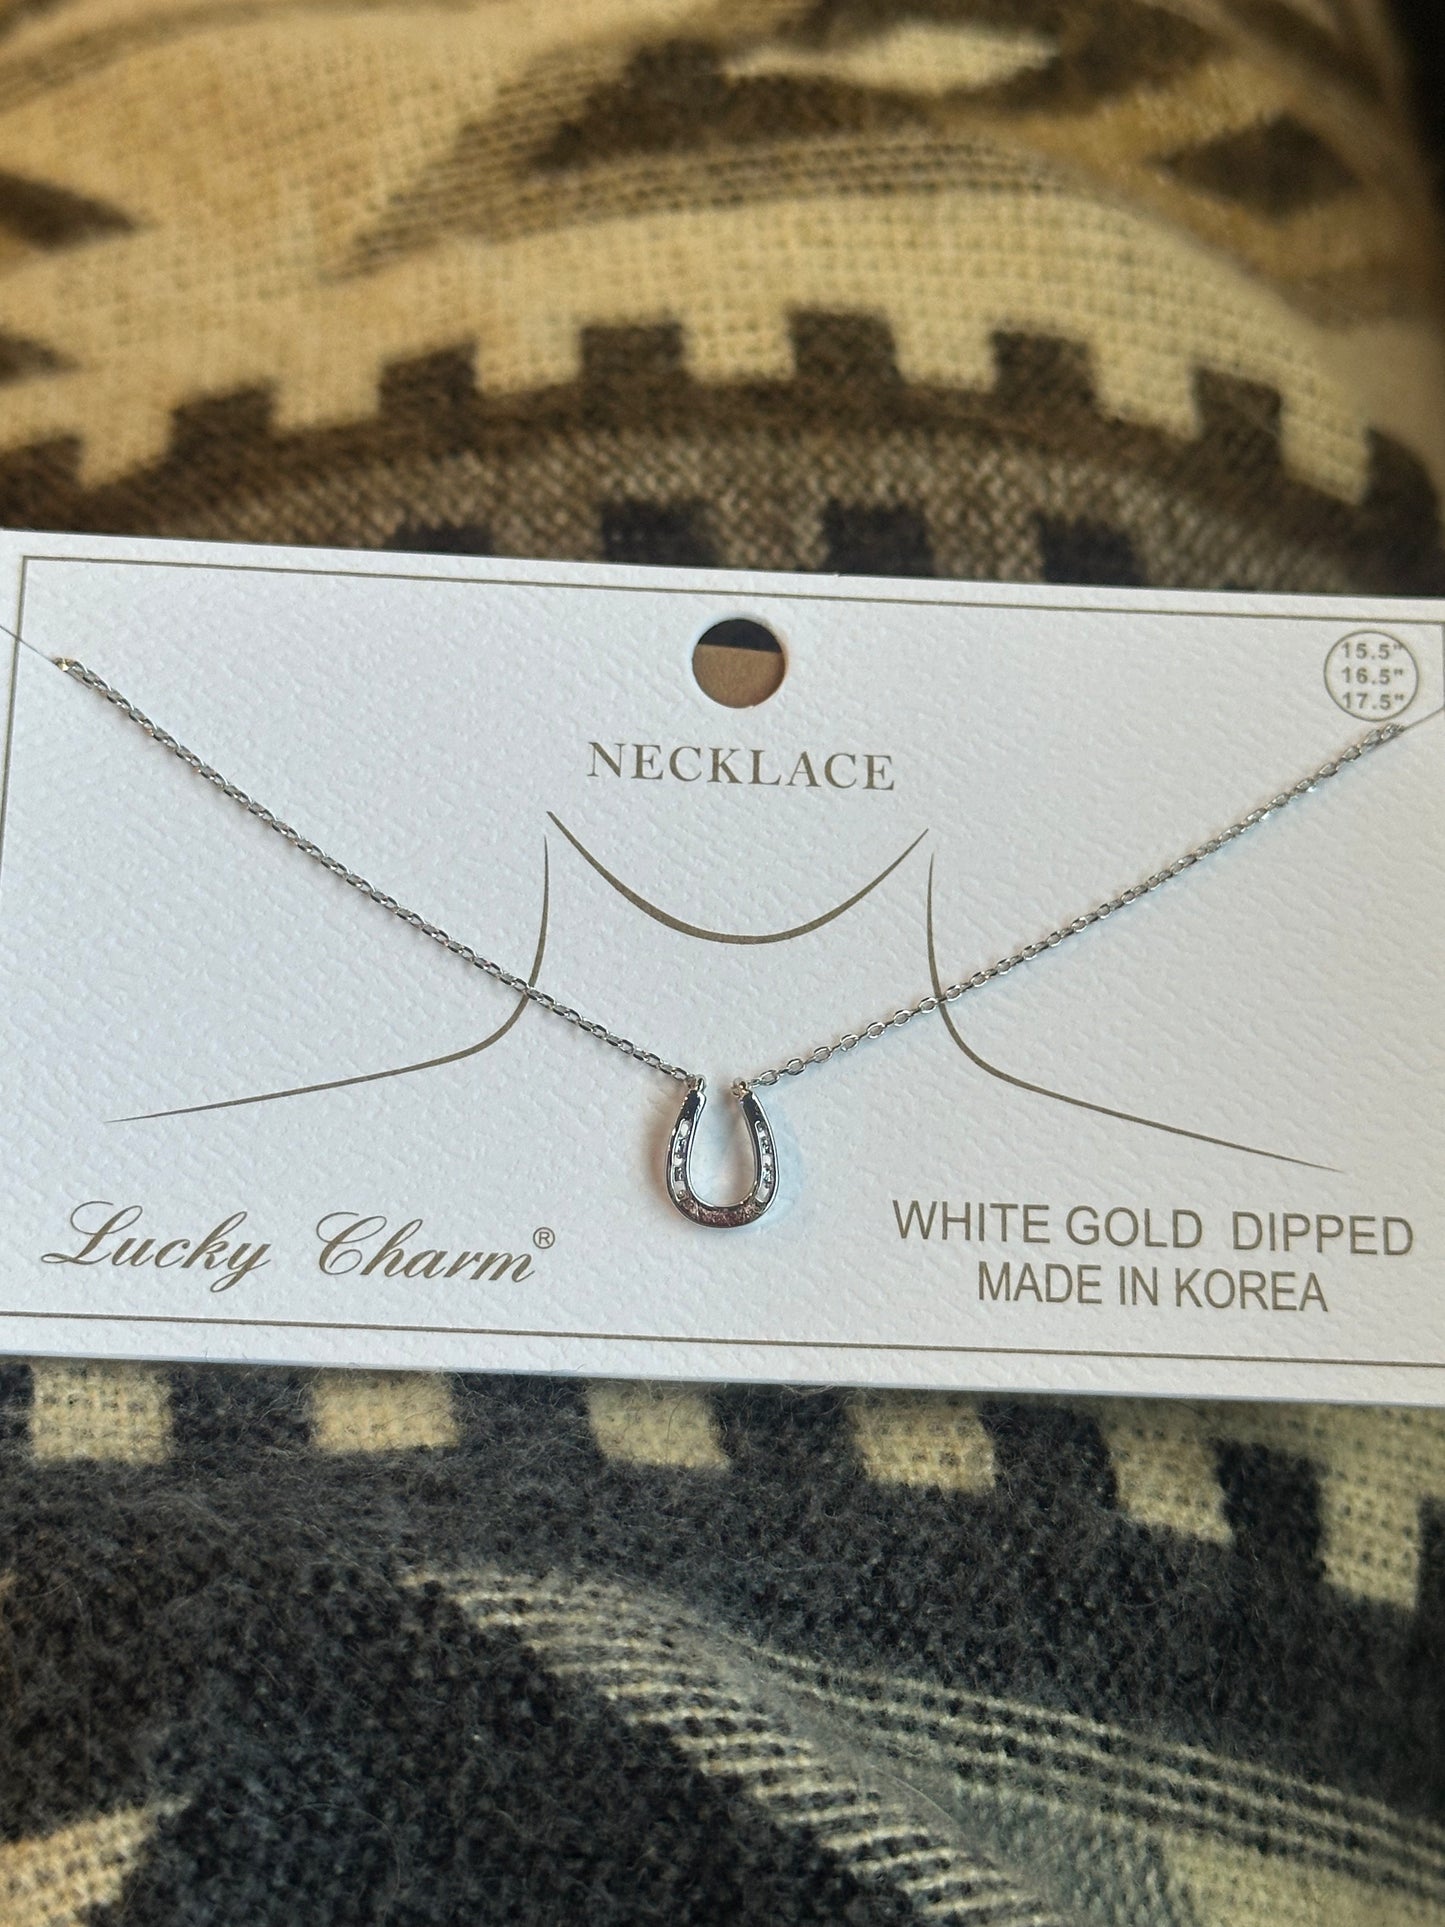 15.5"
16.5"
17.5"
NECKLACE
Lucky Charm®
WHITE GOLD DIPPED
MADE IN KOREA